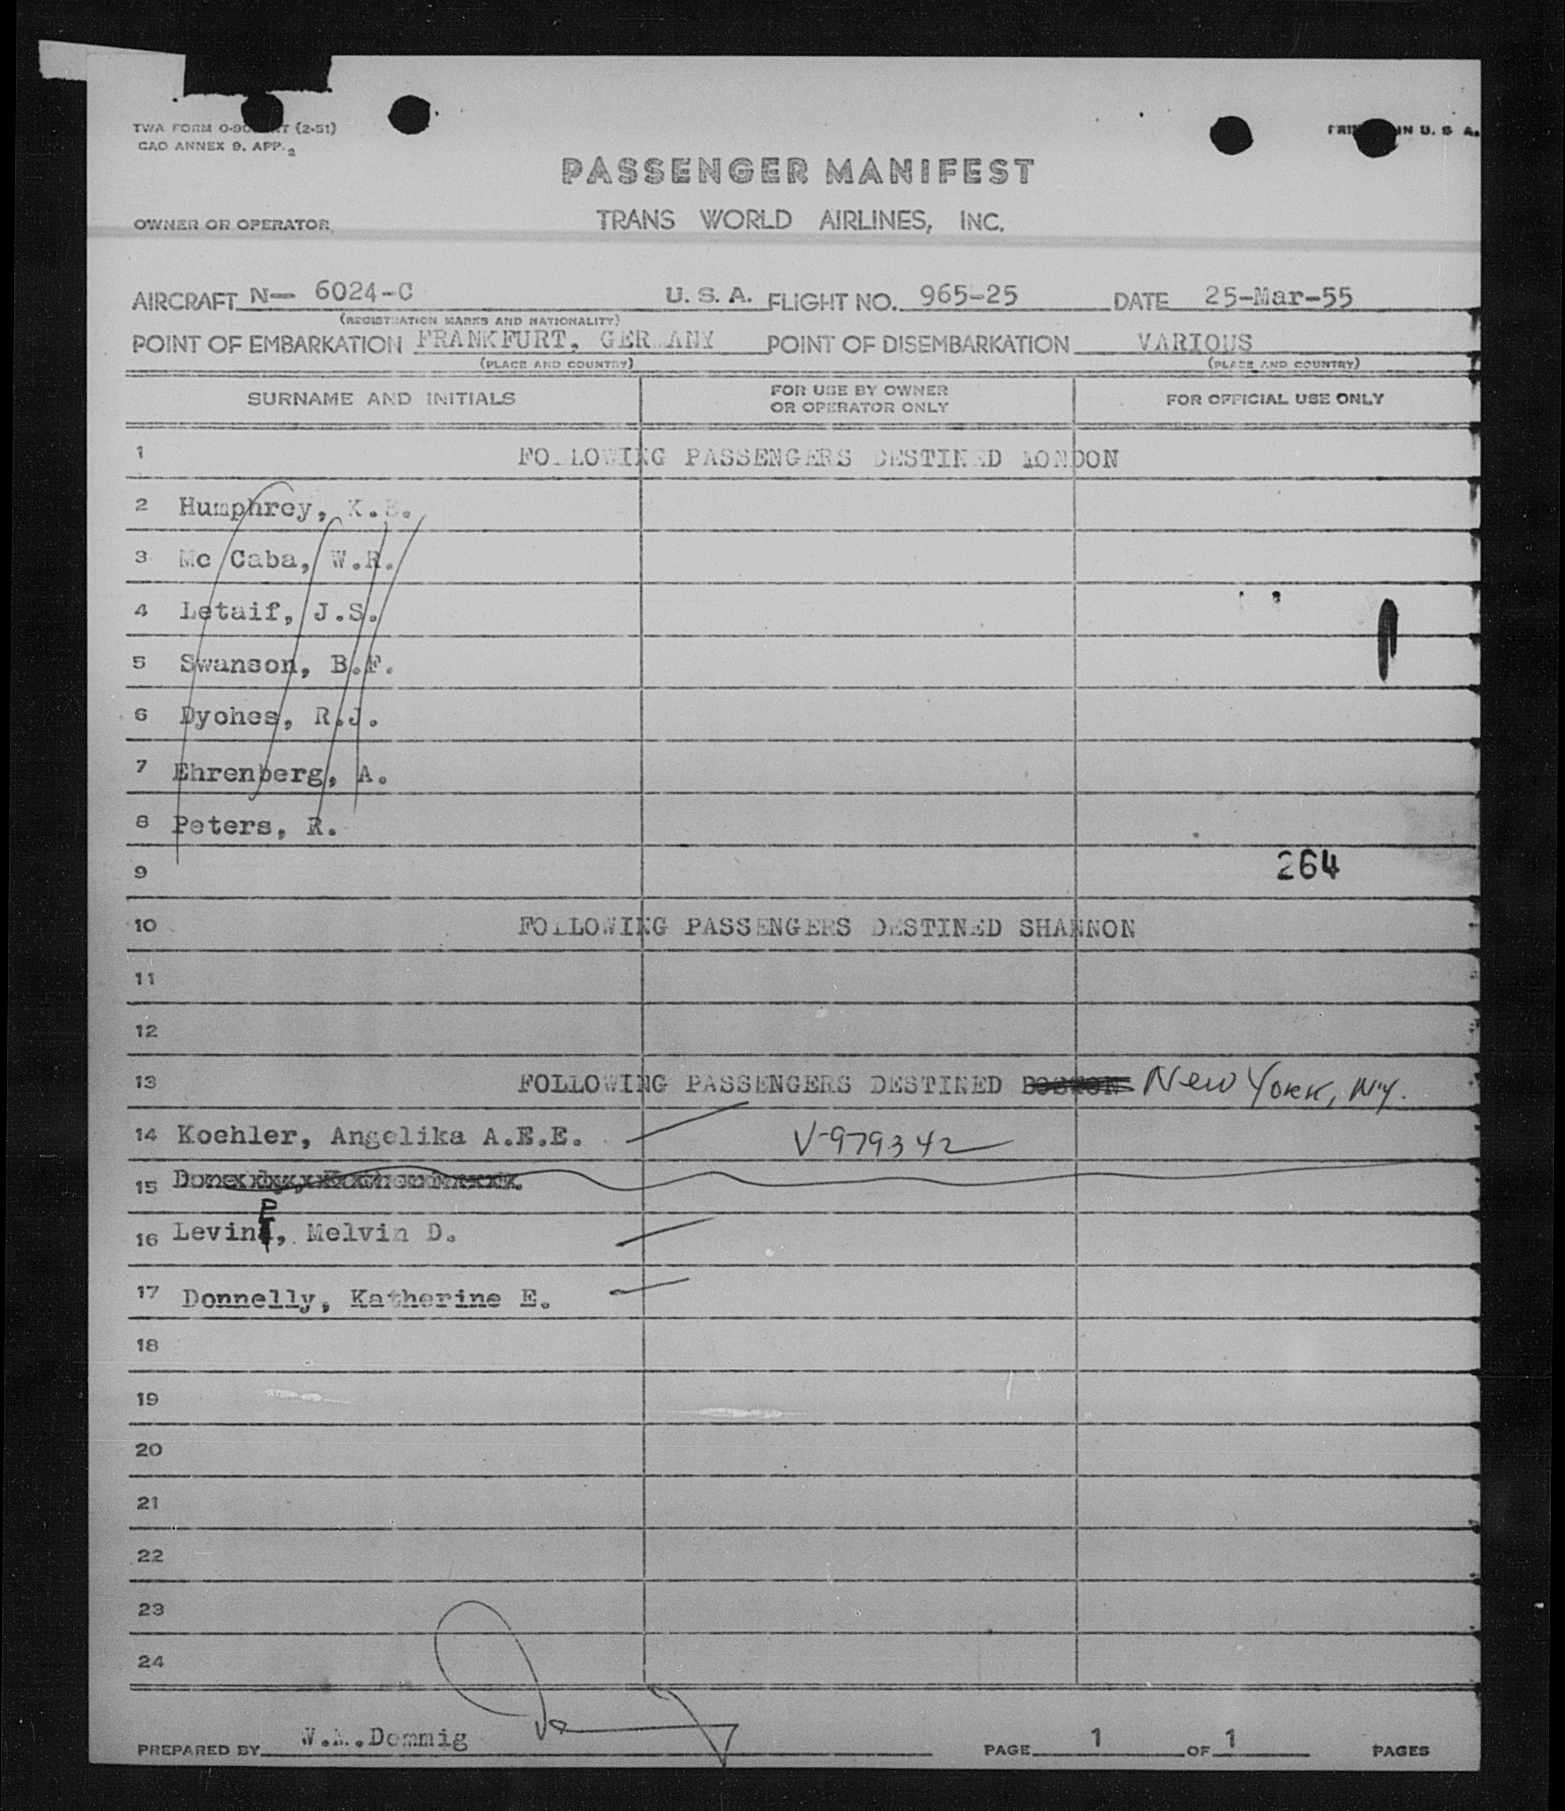 TWA FORM (2-51)
CAO ANNEX 9. APP. 2
IN U. S. A.
PASSENGER MANIFEST
OWNER OR OPERATOR
TRANS WORLD AIRLINES, INC.
AIRCRAFT N— 6024-C U. S. A. FLIGHT NO. 965-25 DATE 25-Mar-55
(REGISTRATION MARKS AND NATIONALITY)
POINT OF EMBARKATION FRANKFURT, GERMANY POINT OF DISEMBARKATION VARIOUS
(PLACE AND COUNTRY) (PLACE AND COUNTRY)
SURNAME AND INITIALS FOR USE BY OWNER OR OPERATOR ONLY FOR OFFICIAL USE ONLY
1 FOLLOWING PASSENGERS DESTINED LONDON
2 Humphrey, K.
3 Mc Caba, W.R.
4 Letaif, J.S.
5 Swanson, B.F.
6 Dyches, R.J.
7 Ehrenberg, A.
8 Peters, R.
9 264
10 FOLLOWING PASSENGERS DESTINED SHANNON
11
12
13 FOLLOWING PASSENGERS DESTINED BOSTON New York, NY.
14 Koehler, Angelika A.E.E. V-979342
15
16 Levine, Melvin D.
17 Donnelly, Katherine E.
18
19
20
21
22
23
24
PREPARED BY Demmig PAGE 1 OF 1 PAGES